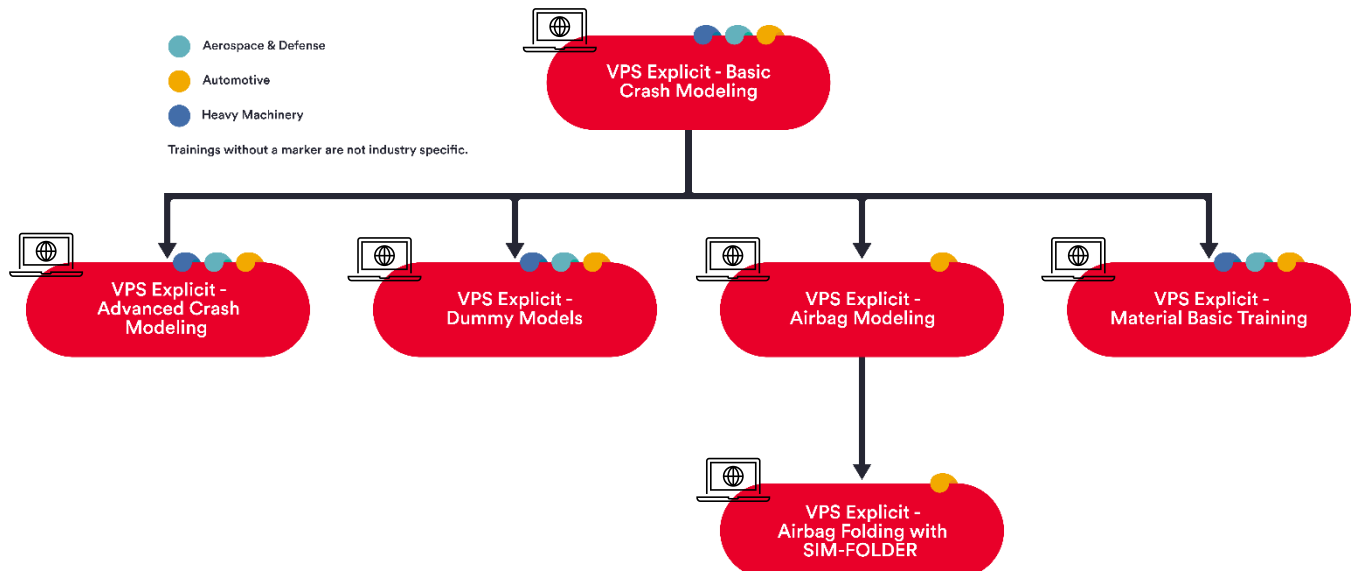 Aerospace & Defense
Automotive
Heavy Machinery
Trainings without a marker are not industry specific.
VPS Explicit - Basic
Crash Modeling
VPS Explicit -
Advanced Crash
Modeling
VPS Explicit -
Dummy Models
VPS Explicit -
Airbag Modeling
VPS Explicit -
Material Basic Training
VPS Explicit -
Airbag Folding with
SIM-FOLDER